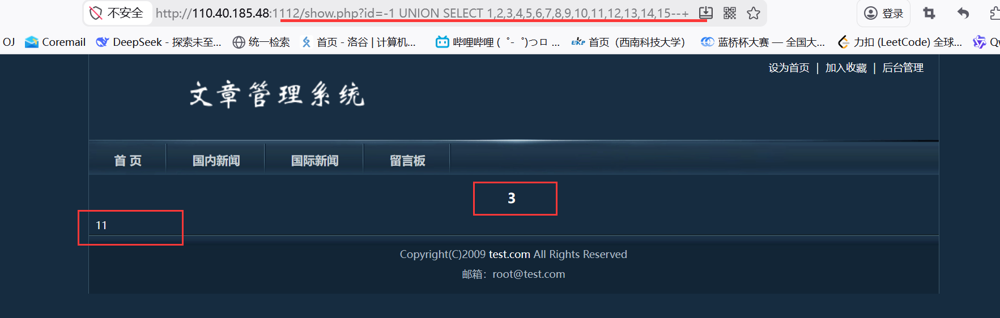 不安全 http://110.40.185.48:1112/show.php?id=-1 UNION SELECT 1,2,3,4,5,6,7,8,9,10,11,12,13,14,15--+ 登录
OJ Coremail DeepSeek - 探索未至... 统一检索 首页 - 洛谷 | 计算机... 哔哩哔哩 ( ゜- ゜)つロ ... 首页（西南科技大学） 蓝桥杯大赛 — 全国大... 力扣 (LeetCode) 全球... Qw
设为首页 | 加入收藏 | 后台管理
文章管理系统
首 页 国内新闻 国际新闻 留言板
3
11
Copyright(C)2009 test.com All Rights Reserved
邮箱：root@test.com